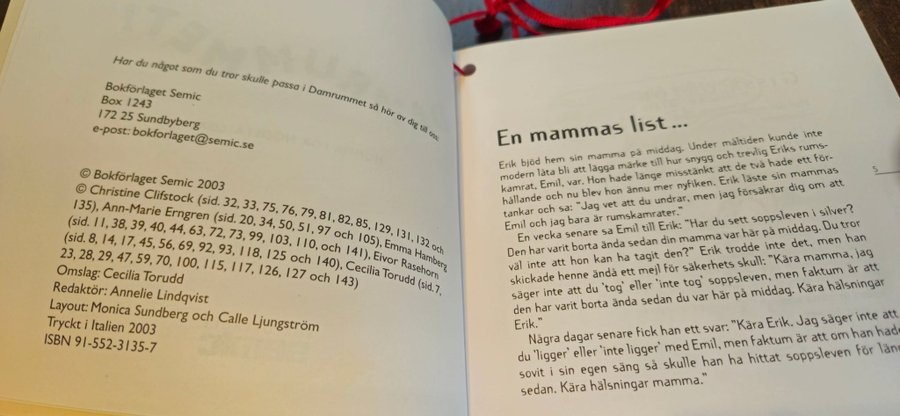 Har du något som du tror skulle passa i Damrummet så hör av dig till oss:
Bokförlaget Semic
Box 1243
172 25 Sundbyberg
e-post: bokforlaget@semic.se
© Bokförlaget Semic 2003
© Christine Clifstock (sid. 32, 33, 75, 76, 79, 81, 82, 85, 129, 131, 132 och
135), Ann-Marie Erngren (sid. 20, 34, 50, 51, 97 och 105), Emma Hamberg
(sid. 11, 38, 39, 40, 44, 63, 72, 73, 99, 103, 110, och 141), Eivor Rasehorn
(sid. 8, 14, 17, 45, 56, 69, 92, 93, 118, 125 och 140), Cecilia Torudd (sid. 7,
23, 28, 29, 47, 59, 70, 100, 115, 117, 126, 127 och 143)
Omslag: Cecilia Torudd
Redaktör: Annelie Lindqvist
Layout: Monica Sundberg och Calle Ljungström
Tryckt i Italien 2003
ISBN 91-552-3135-7
En mammas list...
Erik bjöd hem sin mamma på middag. Under måltiden kunde inte
modern låta bli att lägga märke till hur snygg och trevlig Eriks rums-
kamrat, Emil, var. Hon hade länge misstänkt att de två hade ett för-
hållande och nu blev hon ännu mer nyfiken. Erik läste sin mammas
tankar och sa: "Jag vet att du undrar, men jag försäkrar dig om att
Emil och jag bara är rumskamrater."
En vecka senare sa Emil till Erik: "Har du sett soppsleven i silver?
Den har varit borta ända sedan din mamma var här på middag. Du tror
väl inte att hon kan ha tagit den?" Erik trodde inte det, men han
skickade henne ändå ett mejl för säkerhets skull: "Kära mamma, jag
säger inte att du 'tog' eller 'inte tog' soppsleven, men faktum är att
den har varit borta ända sedan du var här på middag. Kära hälsningar
Erik."
Några dagar senare fick han ett svar: "Kära Erik. Jag säger inte att
du 'ligger' eller 'inte ligger' med Emil, men faktum är att om han hade
sovit i sin egen säng så skulle han ha hittat soppsleven för
sedan. Kära hälsningar mamma."
5